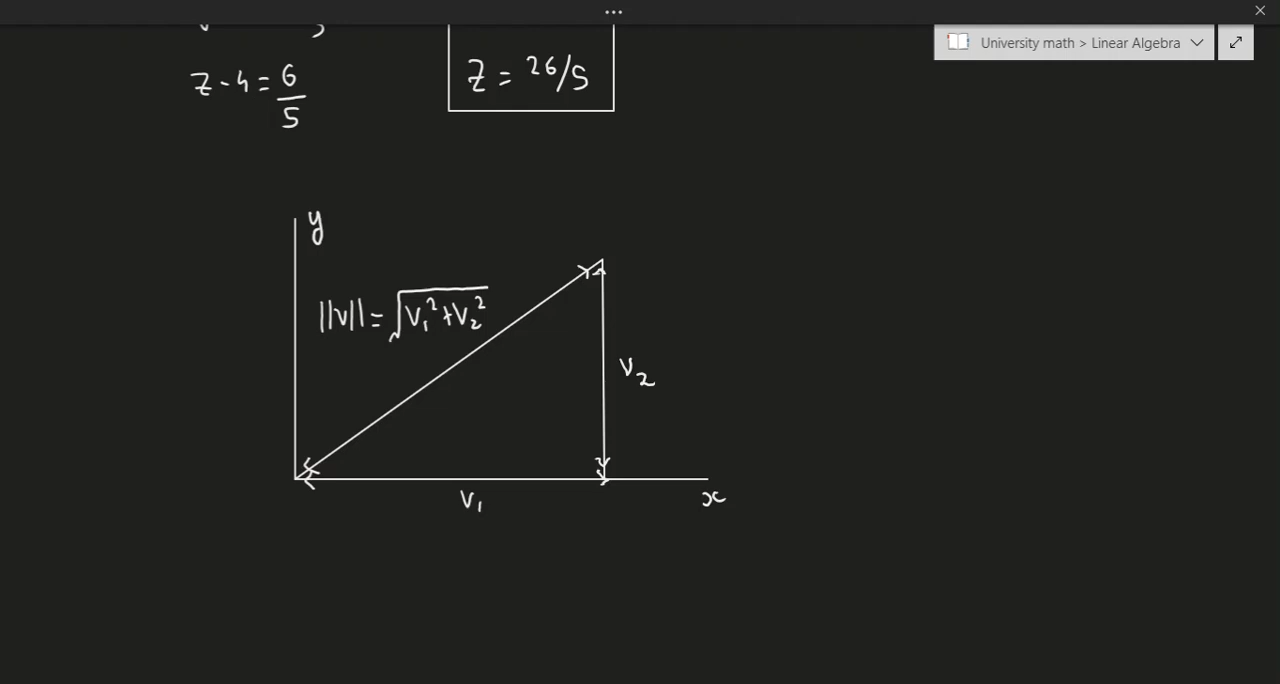 University math > Linear Algebra
z - 4 = 6/5
z = 26/5
y
||v|| = √(v₁² + v₂²)
v₂
v₁
x